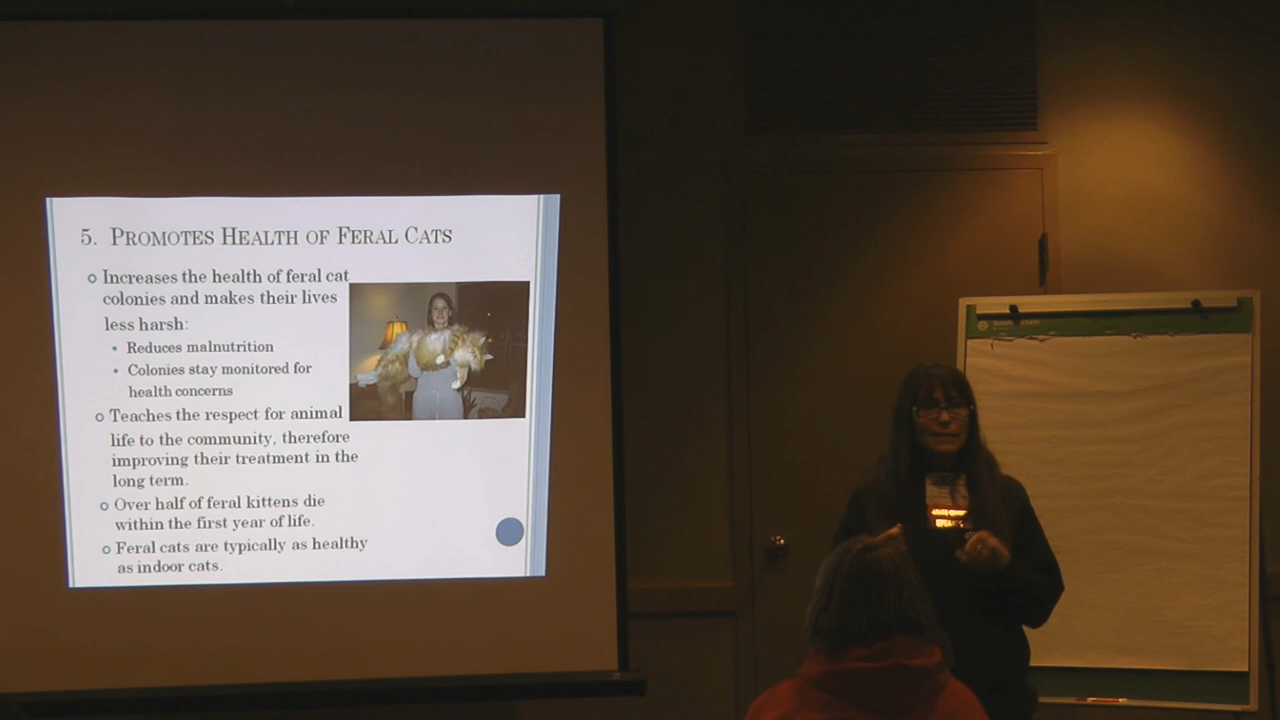 5. Promotes Health of Feral Cats
Increases the health of feral cat
colonies and makes their lives
less harsh:
Reduces malnutrition
Colonies stay monitored for
health concerns
Teaches the respect for animal
life to the community, therefore
improving their treatment in the
long term.
Over half of feral kittens die
within the first year of life.
Feral cats are typically as healthy
as indoor cats.